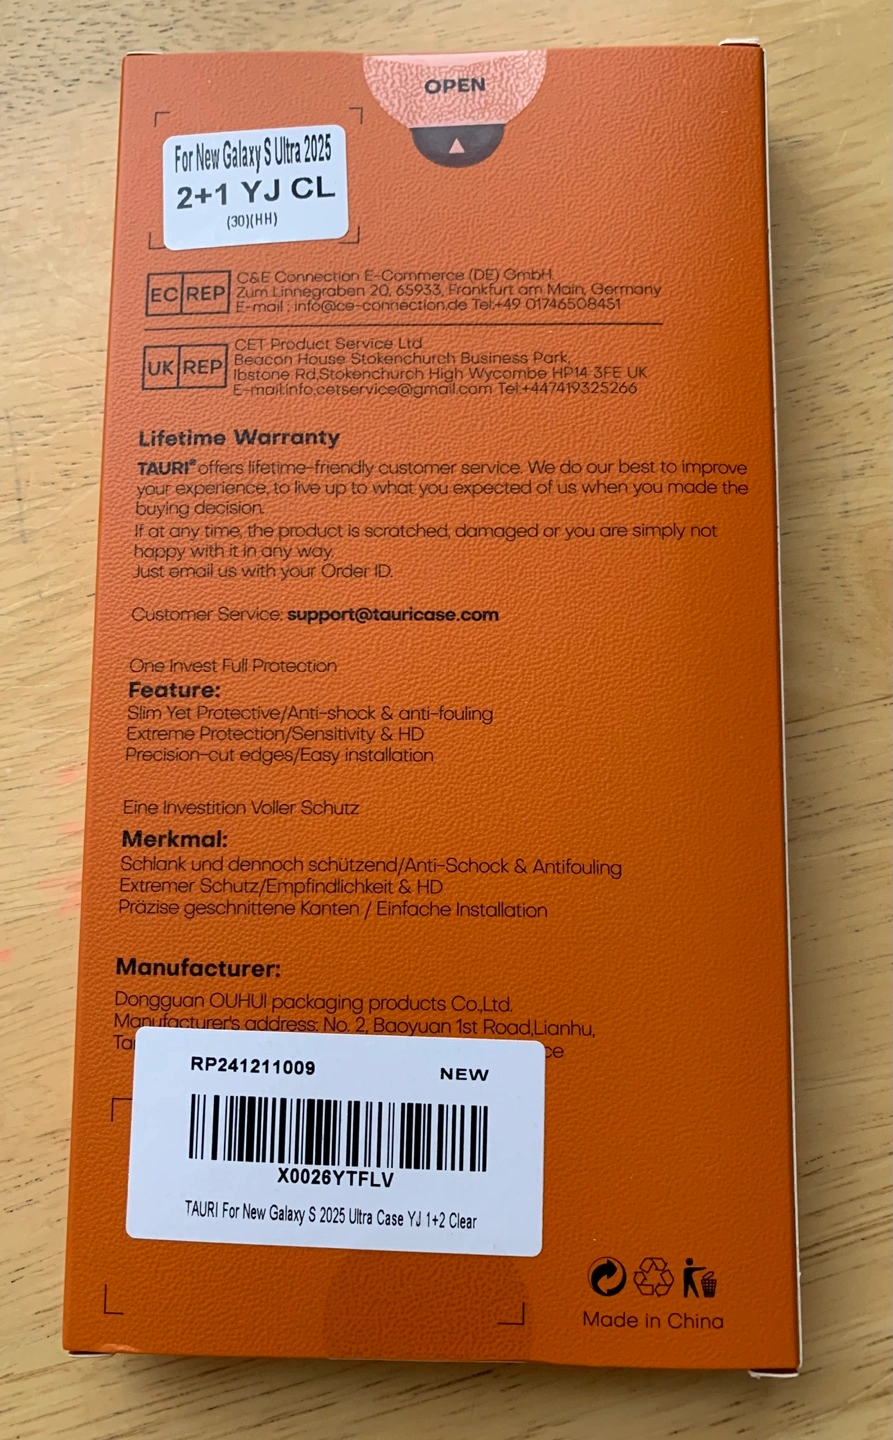 OPEN
For New Galaxy S Ultra 2025
2+1 YJ CL
(30)(HH)
EC REP
C&E Connection E-Commerce (DE) GmbH
Zum Linnegraben 20, 65933, Frankfurt am Main, Germany
E-mail : info@ce-connection.de Tel:+49 01746508451
UK REP
CET Product Service Ltd
Beacon House Stokenchurch Business Park,
Ibstone Rd,Stokenchurch High Wycombe HP14 3FE UK
E-mail:info.cetservice@gmail.com Tel:+447419325266
Lifetime Warranty
TAURI® offers lifetime-friendly customer service. We do our best to improve
your experience, to live up to what you expected of us when you made the
buying decision.
If at any time, the product is scratched, damaged or you are simply not
happy with it in any way,
Just email us with your Order ID.
Customer Service: support@tauricase.com
One Invest Full Protection
Feature:
Slim Yet Protective/Anti-shock & anti-fouling
Extreme Protection/Sensitivity & HD
Precision-cut edges/Easy installation
Eine Investition Voller Schutz
Merkmal:
Schlank und dennoch schützend/Anti-Schock & Antifouling
Extremer Schutz/Empfindlichkeit & HD
Präzise geschnittene Kanten / Einfache Installation
Manufacturer:
Dongguan OUHUI packaging products Co.,Ltd.
Manufacturer's address: No. 2, Baoyuan 1st Road,Lianhu,
RP241211009
NEW
X0026YTFLV
TAURI For New Galaxy S 2025 Ultra Case YJ 1+2 Clear
Made in China